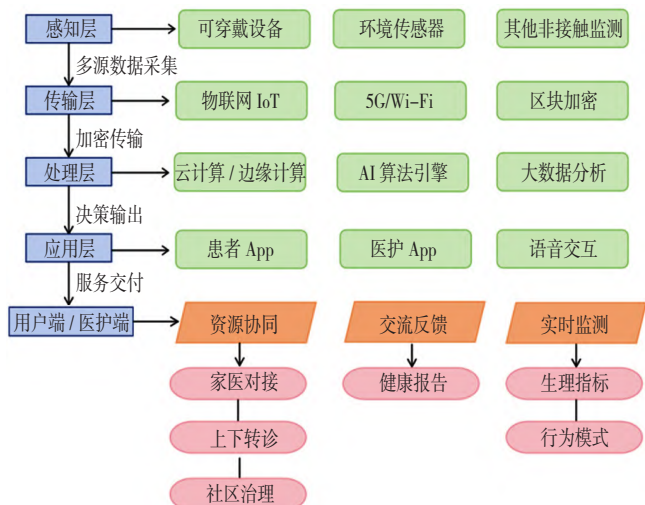 感知层
可穿戴设备
环境传感器
其他非接触监测
多源数据采集
传输层
物联网 IoT
5G/Wi-Fi
区块加密
加密传输
处理层
云计算 / 边缘计算
AI 算法引擎
大数据分析
决策输出
应用层
患者 App
医护 App
语音交互
服务交付
用户端 / 医护端
资源协同
交流反馈
实时监测
家医对接
健康报告
生理指标
上下转诊
行为模式
社区治理